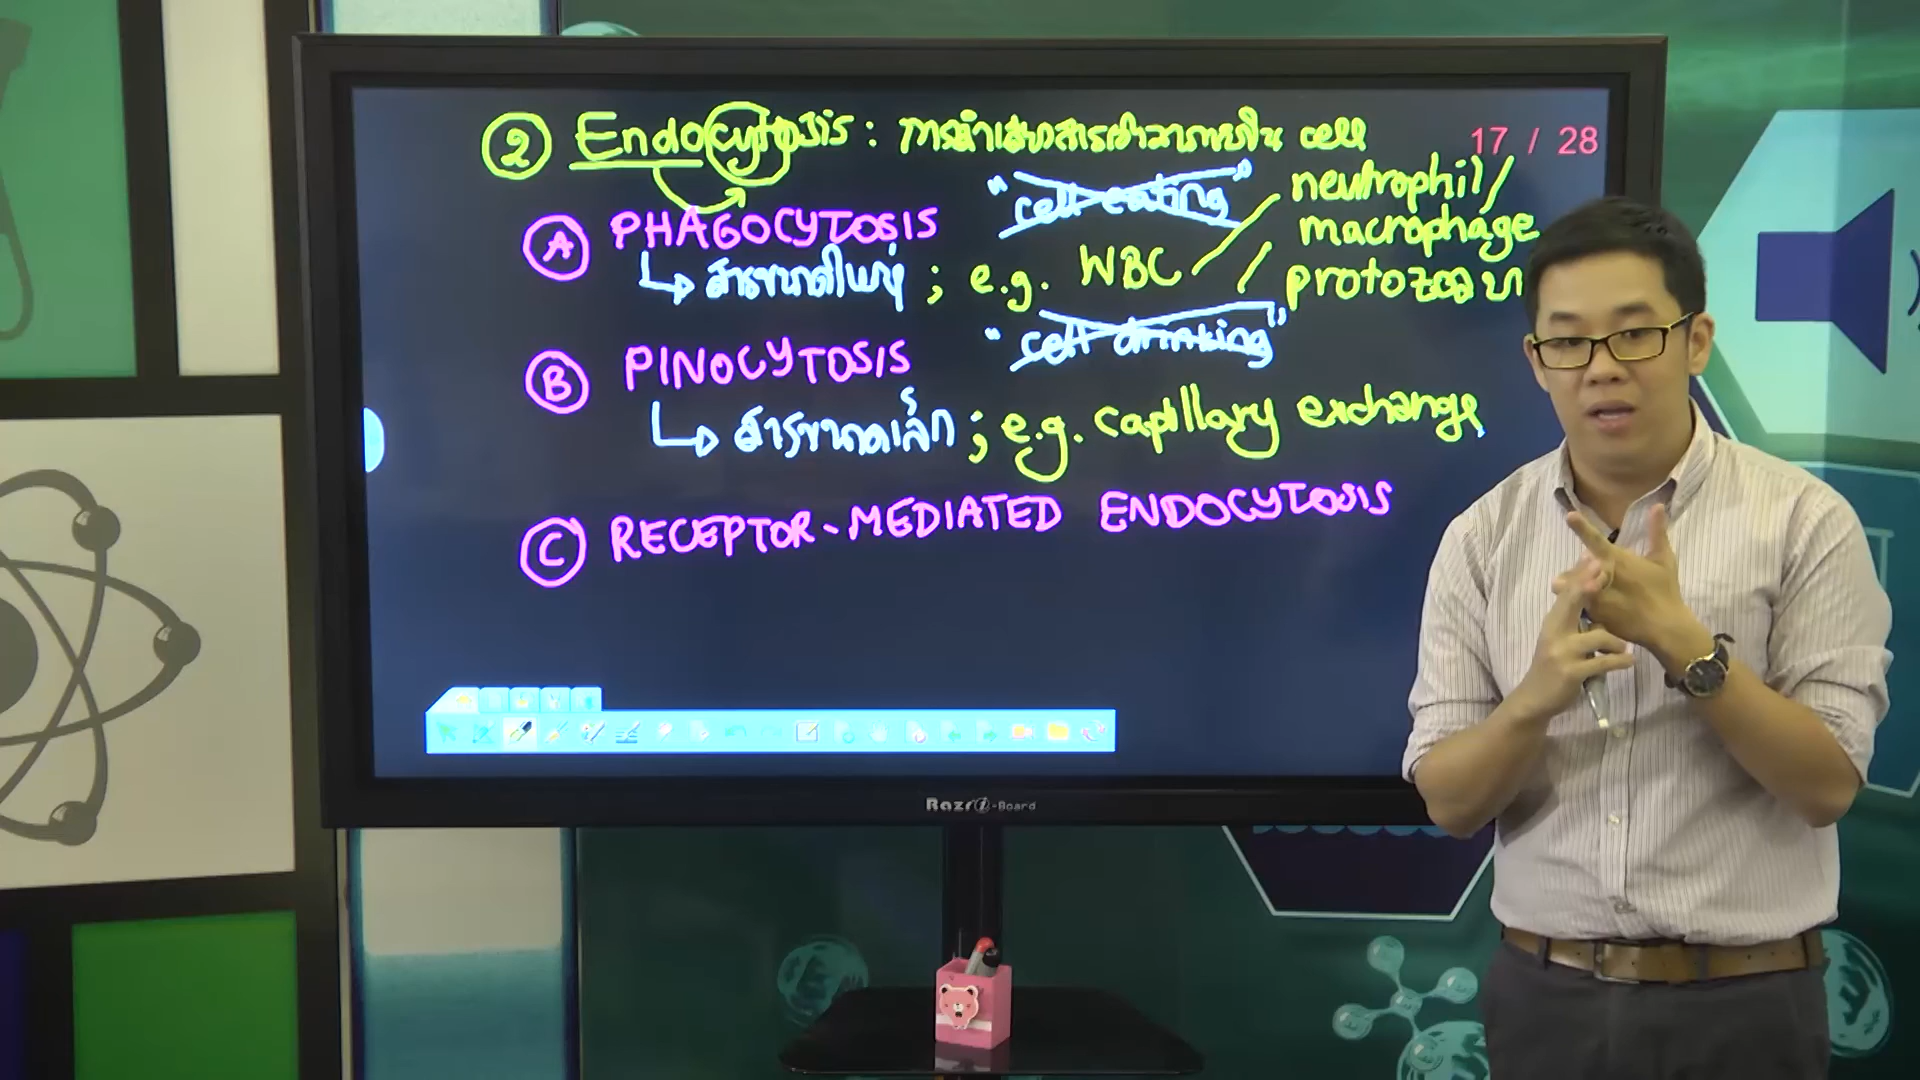 ② Endocytosis : การลำเลียงสารเข้ามาภายใน cell
17 / 28
Ⓐ PHAGOCYTOSIS "cell eating" neutrophil/
macrophage
↳ สารขนาดใหญ่ ; e.g. WBC / protozoa
Ⓑ PINOCYTOSIS "cell drinking"
↳ สารขนาดเล็ก ; e.g. capillary exchange
Ⓒ RECEPTOR-MEDIATED ENDOCYTOSIS
Razr i-Board